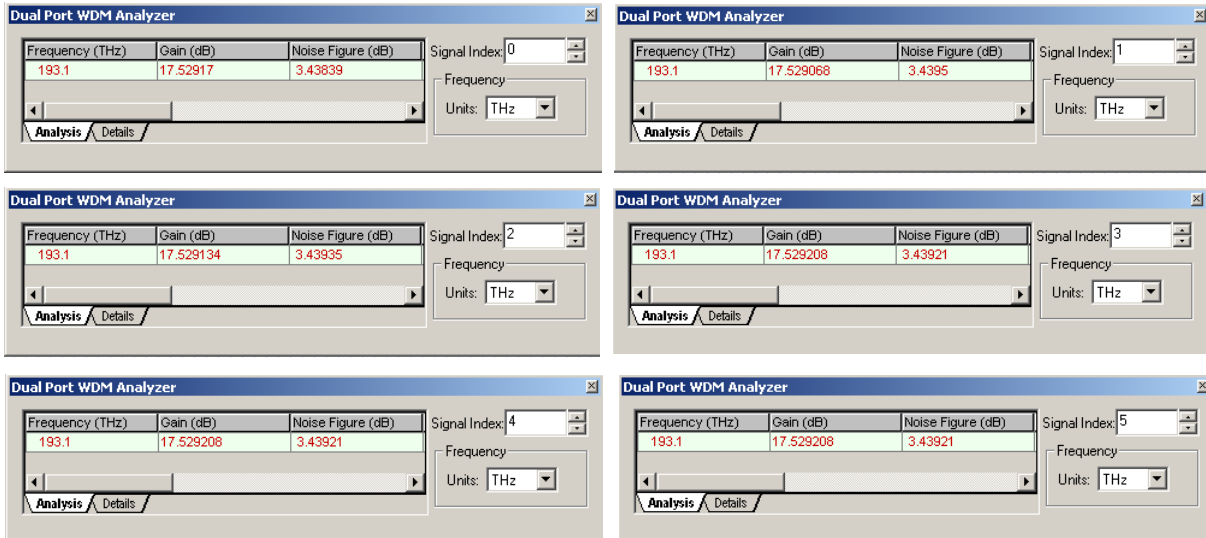 Dual Port WDM Analyzer
Frequency (THz) Gain (dB) Noise Figure (dB) Signal Index: 0
193.1 17.52917 3.43839
Frequency
Units: THz
Analysis Details
Dual Port WDM Analyzer
Frequency (THz) Gain (dB) Noise Figure (dB) Signal Index: 1
193.1 17.529068 3.4395
Frequency
Units: THz
Analysis Details
Dual Port WDM Analyzer
Frequency (THz) Gain (dB) Noise Figure (dB) Signal Index: 2
193.1 17.529134 3.43935
Frequency
Units: THz
Analysis Details
Dual Port WDM Analyzer
Frequency (THz) Gain (dB) Noise Figure (dB) Signal Index: 3
193.1 17.529208 3.43921
Frequency
Units: THz
Analysis Details
Dual Port WDM Analyzer
Frequency (THz) Gain (dB) Noise Figure (dB) Signal Index: 4
193.1 17.529208 3.43921
Frequency
Units: THz
Analysis Details
Dual Port WDM Analyzer
Frequency (THz) Gain (dB) Noise Figure (dB) Signal Index: 5
193.1 17.529208 3.43921
Frequency
Units: THz
Analysis Details